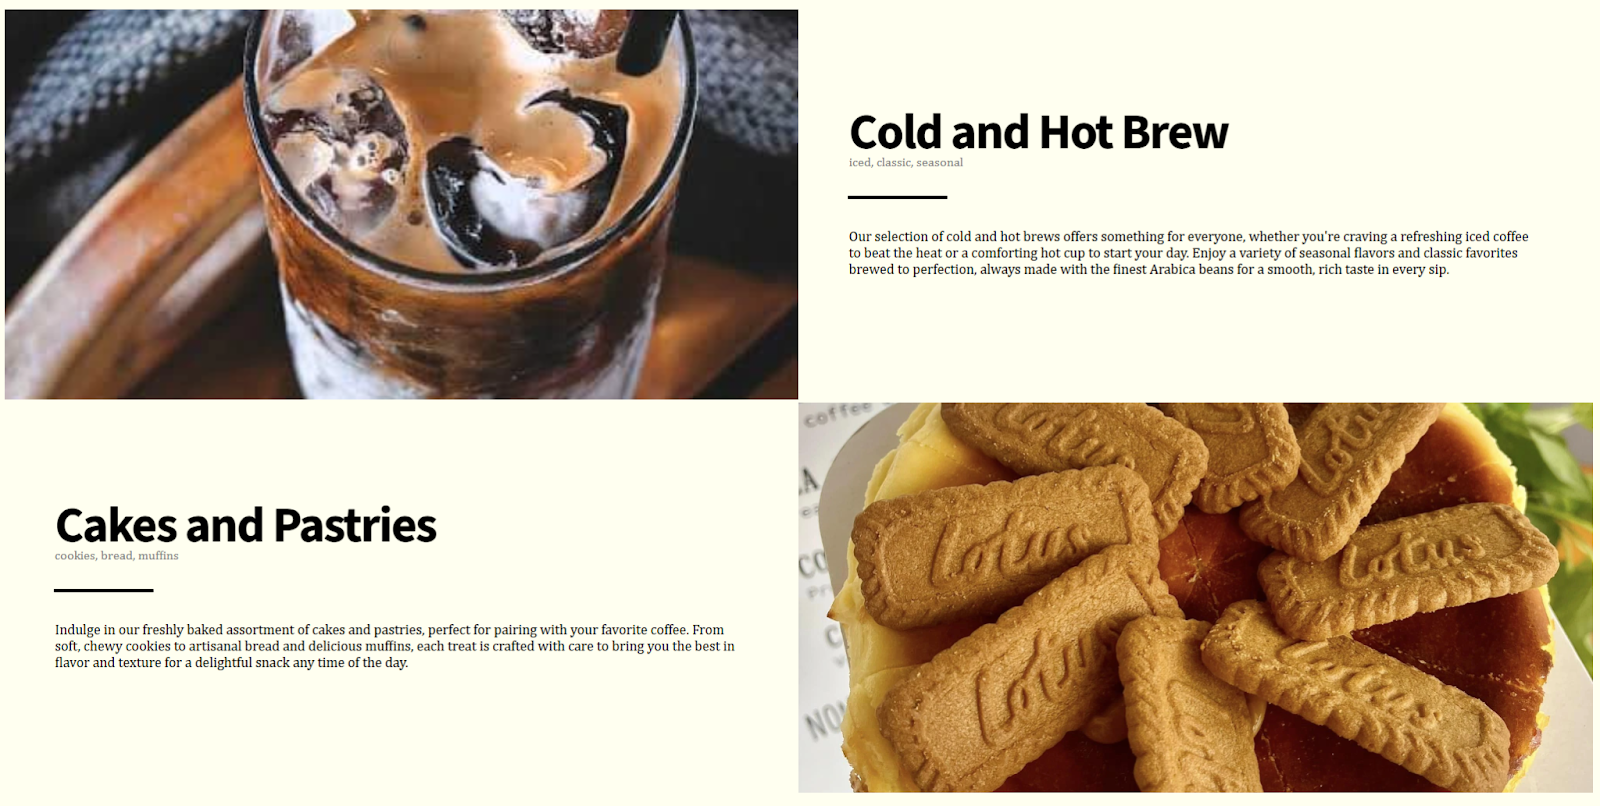 Cold and Hot Brew
iced, classic, seasonal
Our selection of cold and hot brews offers something for everyone, whether you're craving a refreshing iced coffee
to beat the heat or a comforting hot cup to start your day. Enjoy a variety of seasonal flavors and classic favorites
brewed to perfection, always made with the finest Arabica beans for a smooth, rich taste in every sip.
Cakes and Pastries
cookies, bread, muffins
Indulge in our freshly baked assortment of cakes and pastries, perfect for pairing with your favorite coffee. From
soft, chewy cookies to artisanal bread and delicious muffins, each treat is crafted with care to bring you the best in
flavor and texture for a delightful snack any time of the day.
coffee
Lotus
Lotus
Lotus
Lotus
Lotus
Lotus